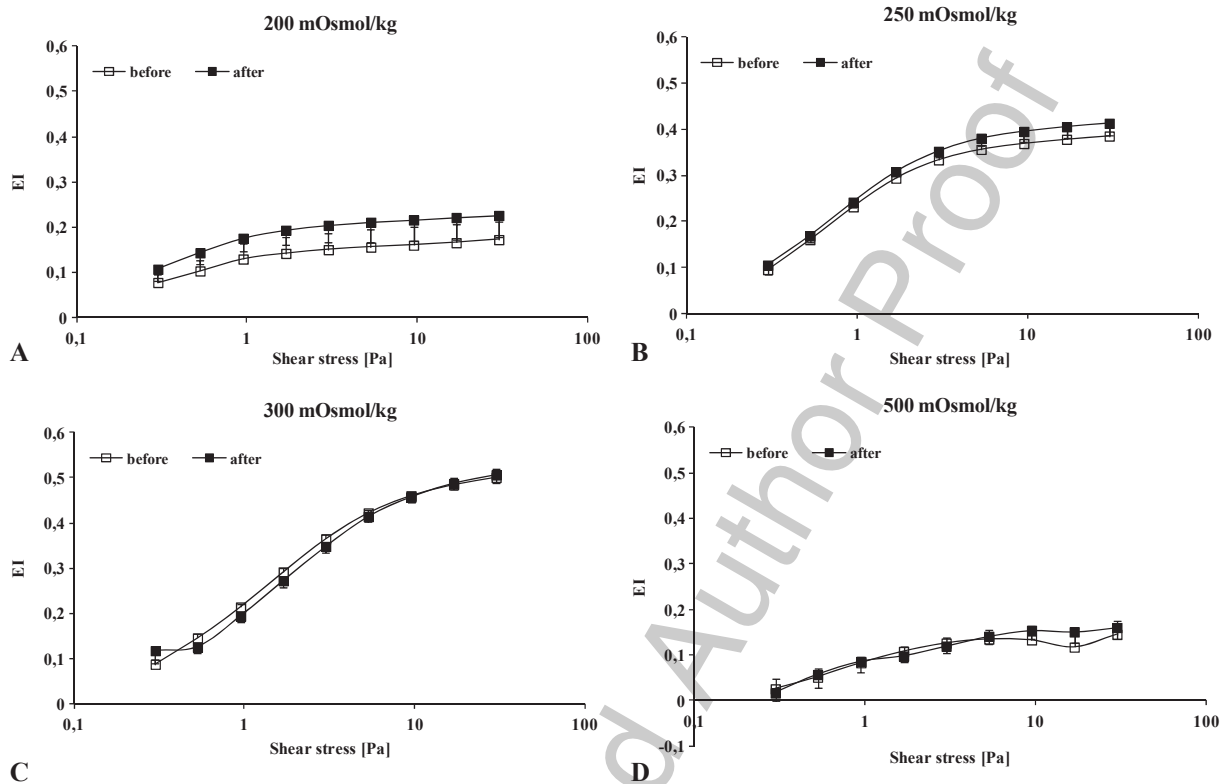 200 mOsmol/kg
0,6
before after
0,5
0,4
EI
0,3
0,2
0,1
0
0,1 1 10 100
Shear stress [Pa]
A
250 mOsmol/kg
0,6
before after
0,5
0,4
EI
0,3
0,2
0,1
0
0,1 1 10 100
Shear stress [Pa]
B
300 mOsmol/kg
0,6
before after
0,5
0,4
EI
0,3
0,2
0,1
0
0,1 1 10 100
Shear stress [Pa]
C
500 mOsmol/kg
0,6
before after
0,5
0,4
EI
0,3
0,2
0,1
0
0,1 1 10 100
-0,1
Shear stress [Pa]
D
d Author Proof